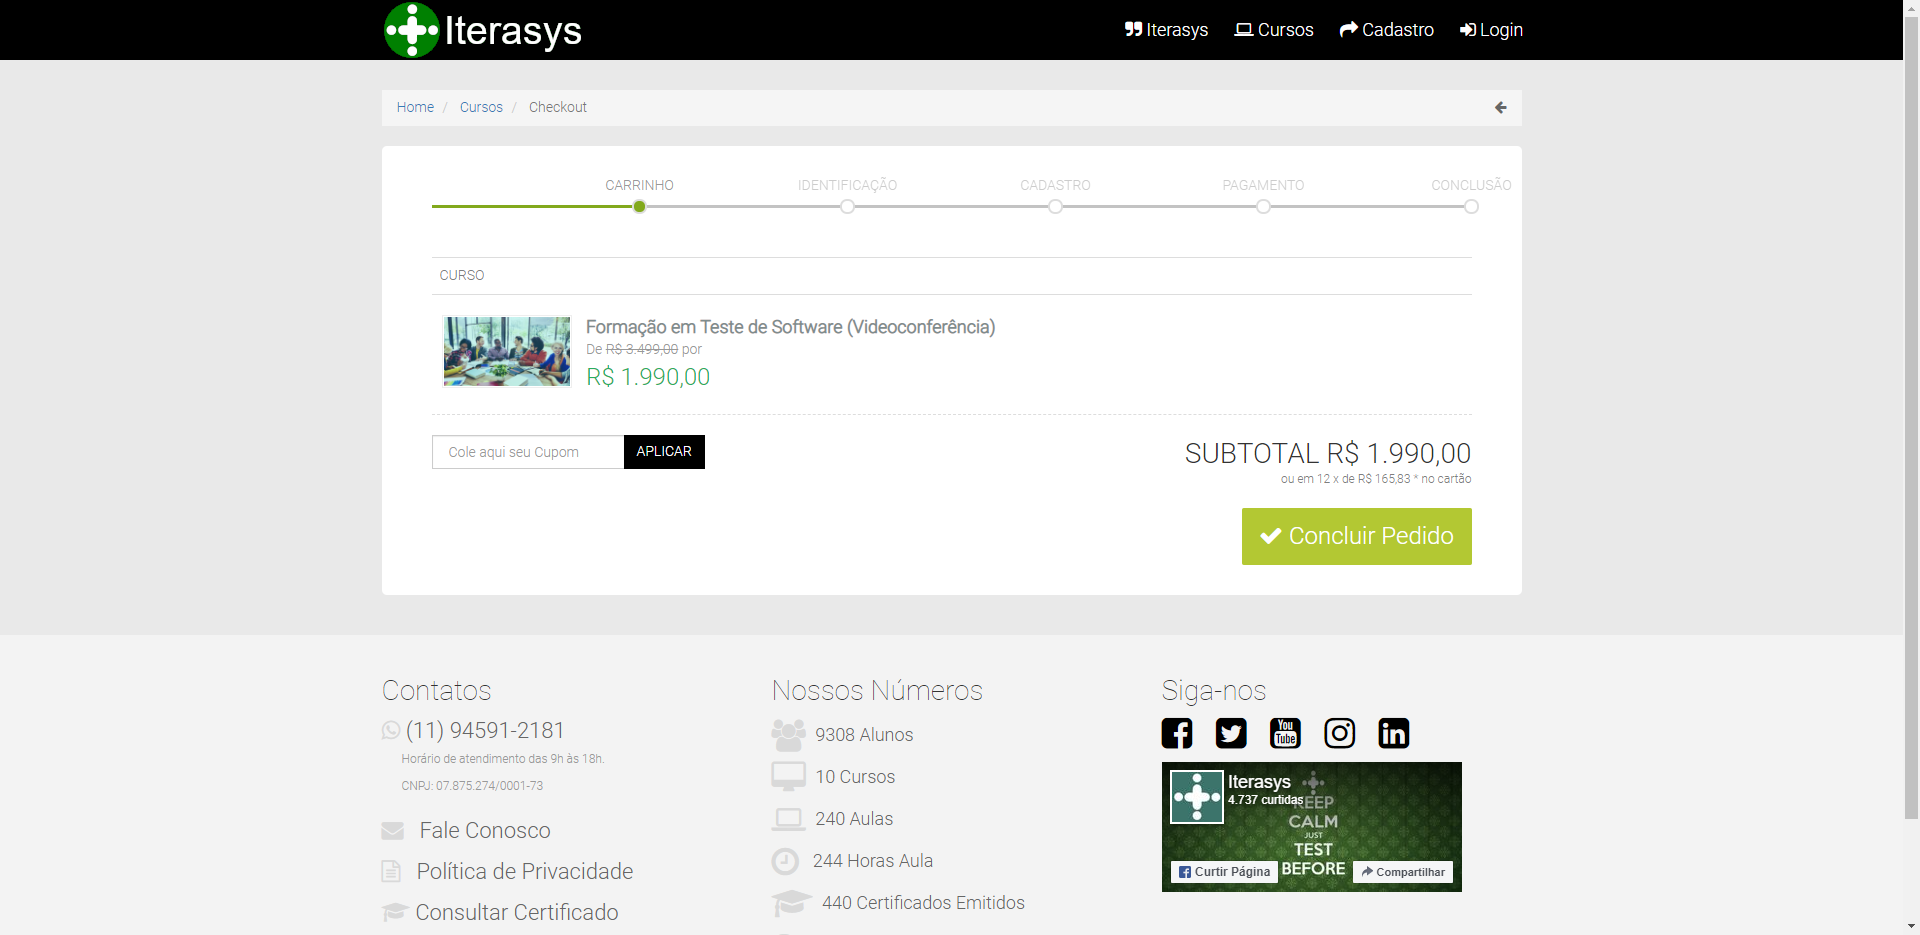 Iterasys
Iterasys Cursos Cadastro Login
Home / Cursos / Checkout
CARRINHO IDENTIFICAÇÃO CADASTRO PAGAMENTO CONCLUSÃO
CURSO
Formação em Teste de Software (Videoconferência)
De R$ 3.499,00 por
R$ 1.990,00
Cole aqui seu Cupom APLICAR
SUBTOTAL R$ 1.990,00
ou em 12 x de R$ 165,83 * no cartão
Concluir Pedido
Contatos
(11) 94591-2181
Horário de atendimento das 9h às 18h.
CNPJ: 07.875.274/0001-73
Fale Conosco
Política de Privacidade
Consultar Certificado
Nossos Números
9308 Alunos
10 Cursos
240 Aulas
244 Horas Aula
440 Certificados Emitidos
Siga-nos
You Tube
Iterasys
4.737 curtidas
KEEP
CALM
JUST
TEST
BEFORE
Curtir Página
Compartilhar